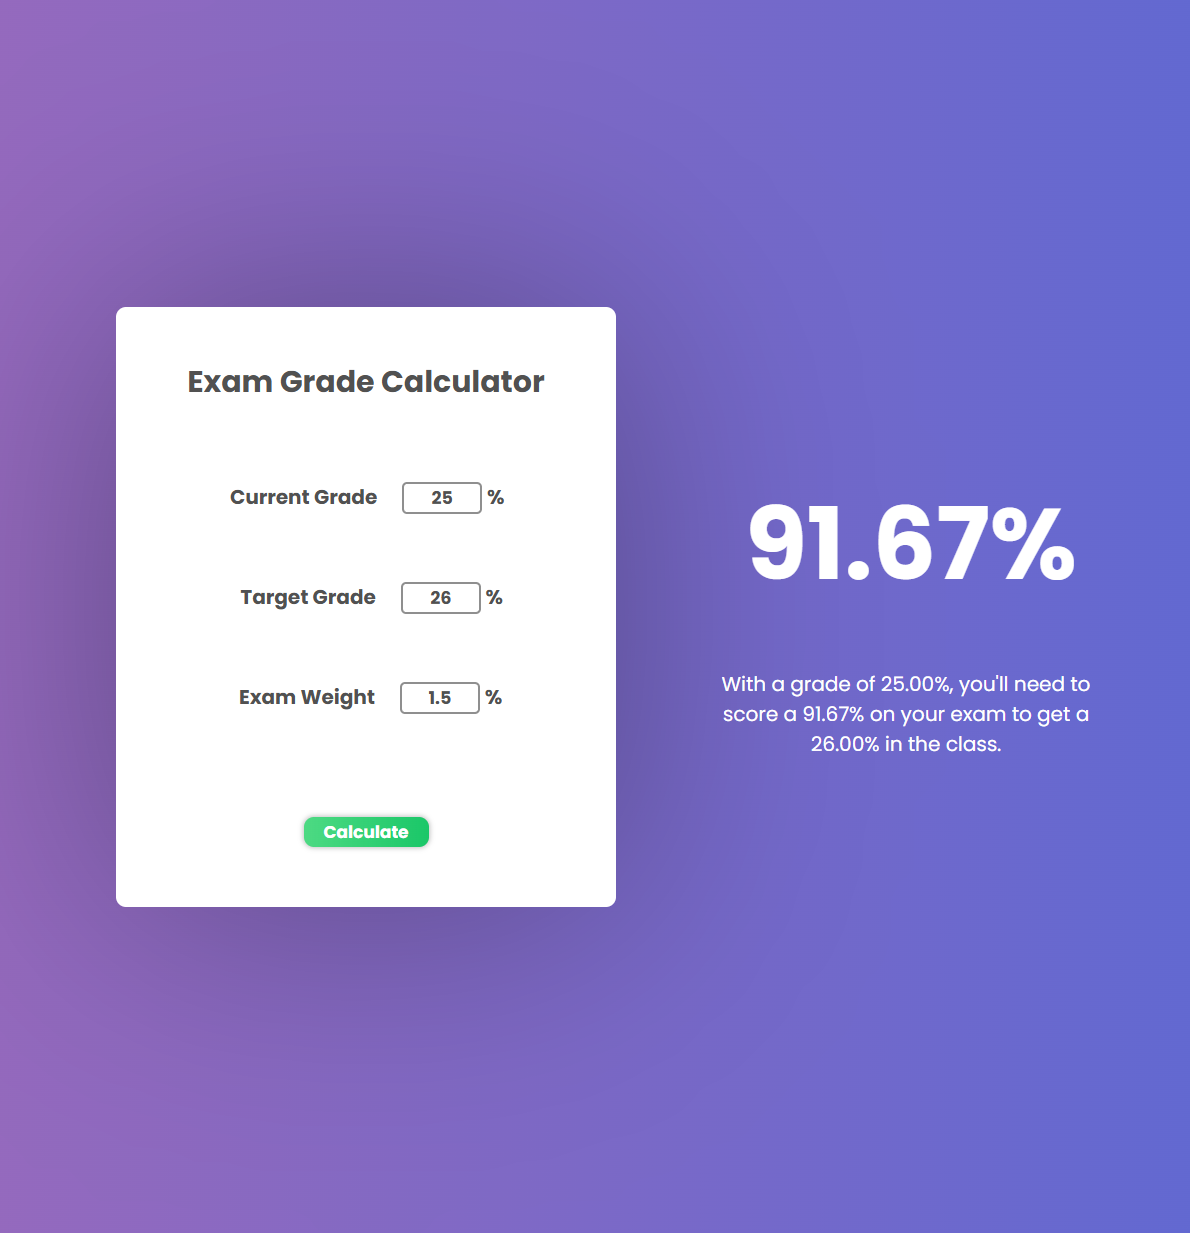 Exam Grade Calculator
Current Grade 25 %
Target Grade 26 %
Exam Weight 1.5 %
Calculate
91.67%
With a grade of 25.00%, you'll need to
score a 91.67% on your exam to get a
26.00% in the class.